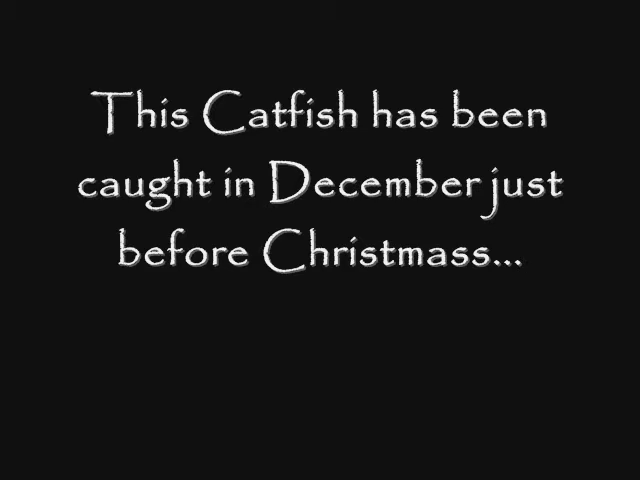 This Catfish has been
caught in December just
before Christmass...